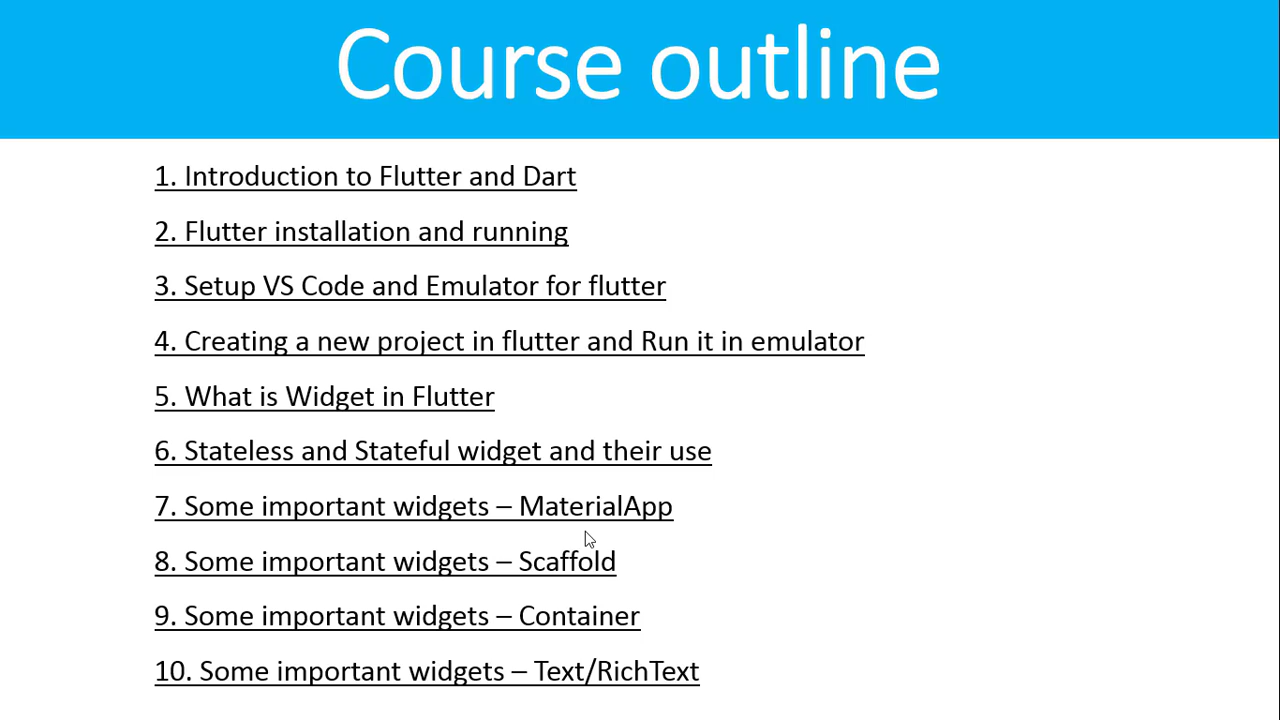 Course outline
1. Introduction to Flutter and Dart
2. Flutter installation and running
3. Setup VS Code and Emulator for flutter
4. Creating a new project in flutter and Run it in emulator
5. What is Widget in Flutter
6. Stateless and Stateful widget and their use
7. Some important widgets – MaterialApp
8. Some important widgets – Scaffold
9. Some important widgets – Container
10. Some important widgets – Text/RichText